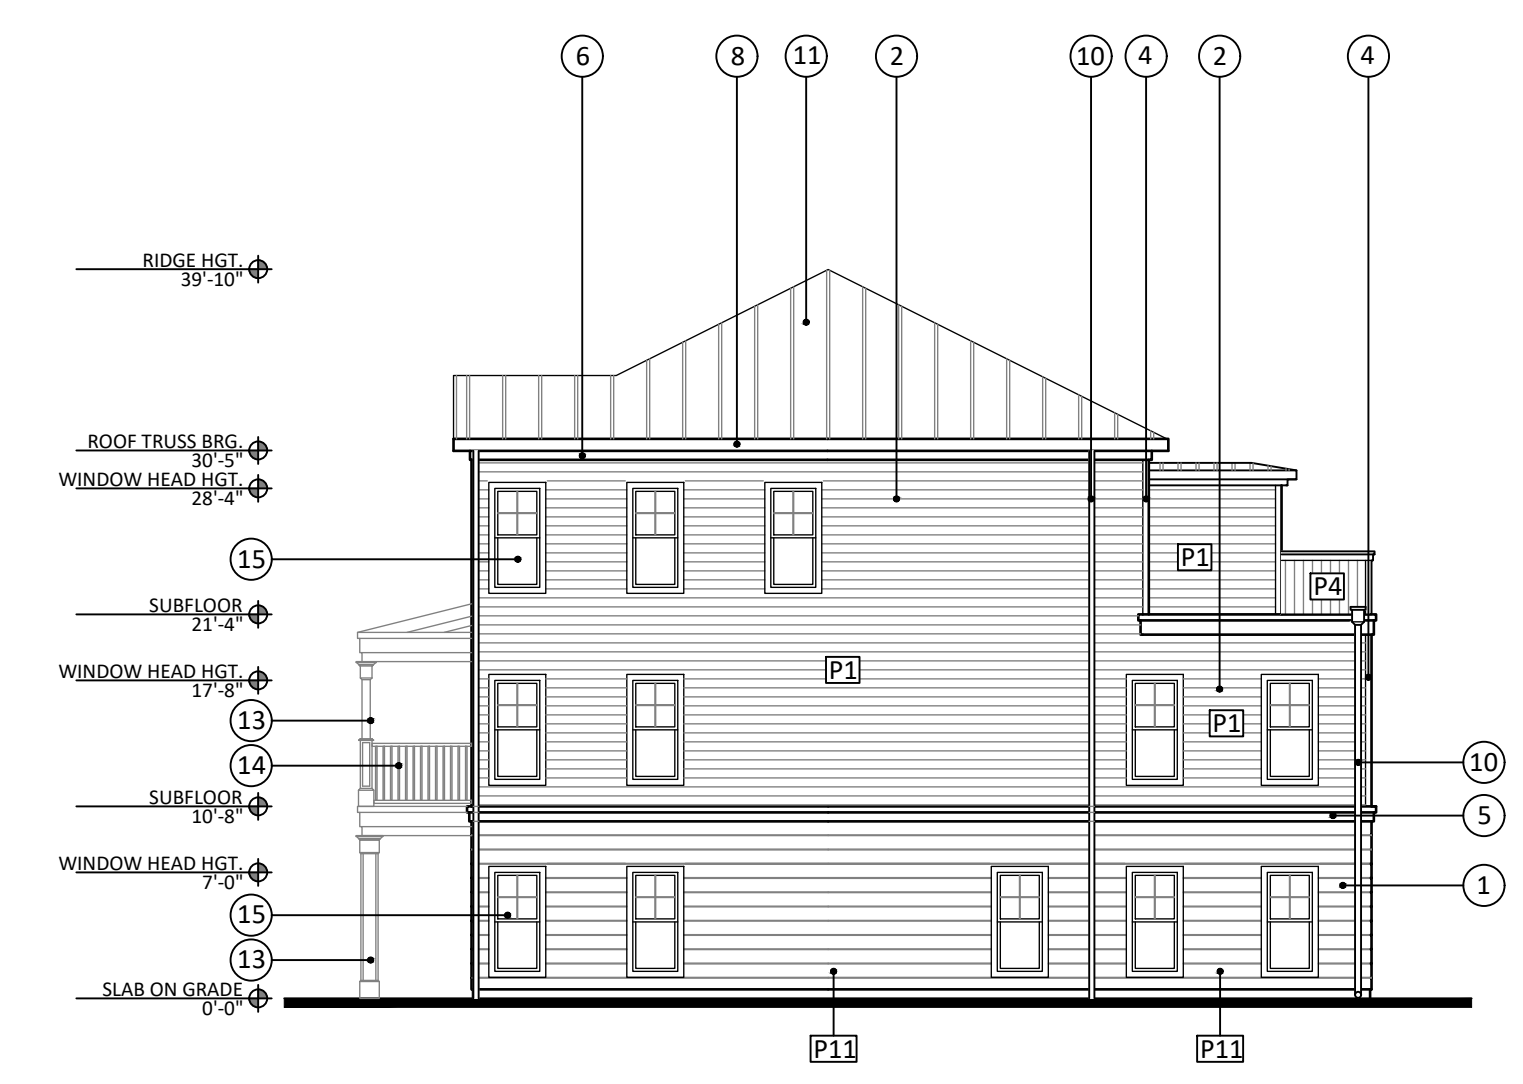 6 8 11 2 10 4 2 4
RIDGE HGT.
39'-10"
ROOF TRUSS BRG.
30'-5"
WINDOW HEAD HGT.
28'-4"
15
P1
P4
SUBFLOOR
21'-4"
WINDOW HEAD HGT.
17'-8"
P1
13
P1
14
10
SUBFLOOR
10'-8"
5
WINDOW HEAD HGT.
7'-0"
1
15
13
SLAB ON GRADE
0'-0"
P11 P11